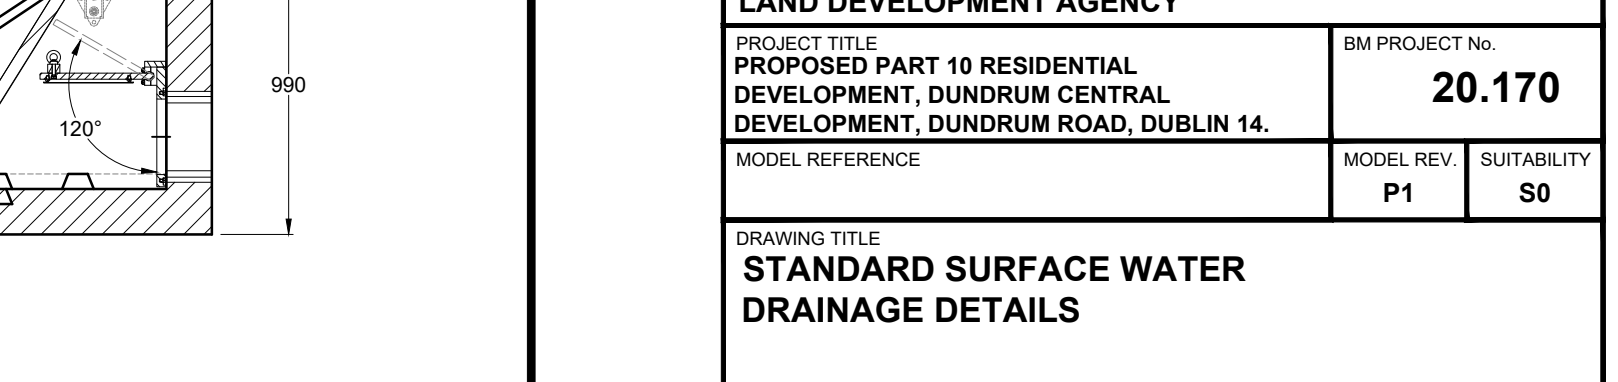 LAND DEVELOPMENT AGENCY
PROJECT TITLE
PROPOSED PART 10 RESIDENTIAL
DEVELOPMENT, DUNDRUM CENTRAL
DEVELOPMENT, DUNDRUM ROAD, DUBLIN 14.
BM PROJECT No.
20.170
MODEL REFERENCE
MODEL REV.
P1
SUITABILITY
S0
DRAWING TITLE
STANDARD SURFACE WATER
DRAINAGE DETAILS
990
120°